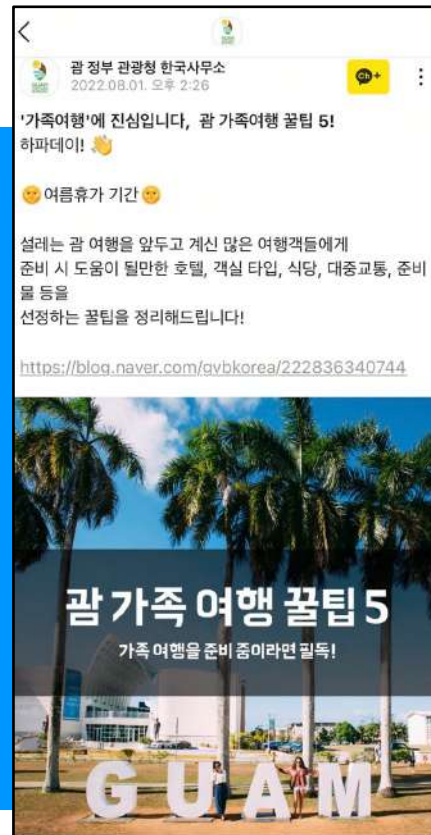 괌 정부 관광청 한국사무소
2022.08.01. 오후 2:26
Ch+
'가족여행'에 진심입니다, 괌 가족여행 꿀팁 5!
하파데이! 👋
🌞여름휴가 기간🌞
설레는 괌 여행을 앞두고 계신 많은 여행객들에게
준비 시 도움이 될만한 호텔, 객실 타입, 식당, 대중교통, 준비
물 등을
선정하는 꿀팁을 정리해드립니다!
https://blog.naver.com/gvbkorea/222836340744
괌 가족 여행 꿀팁 5
가족 여행을 준비 중이라면 필독!
GUAM